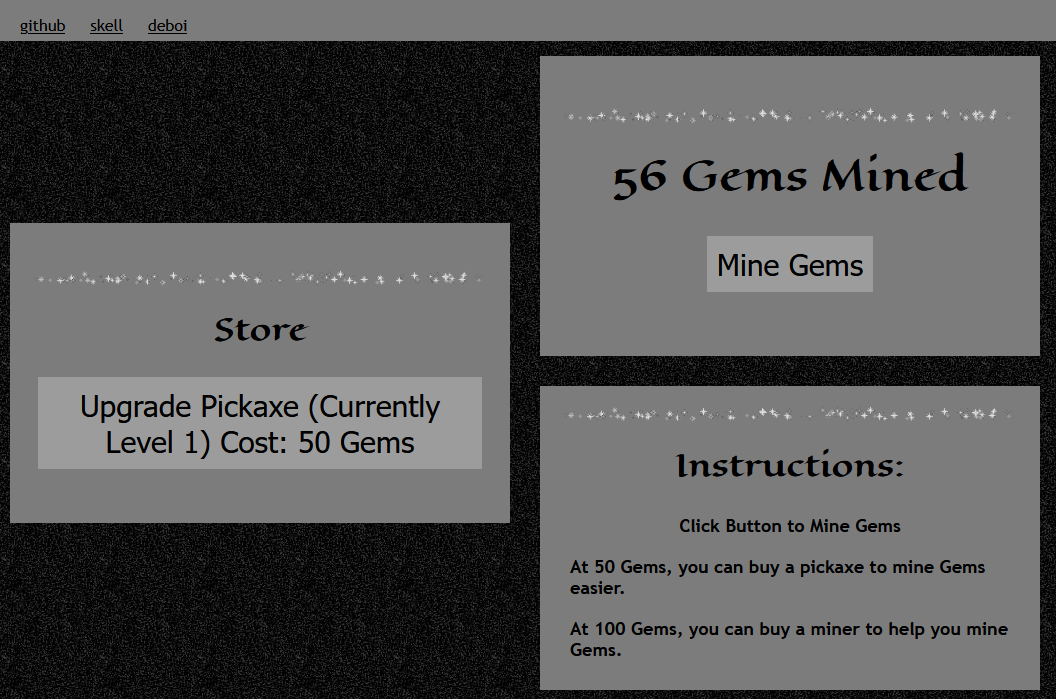 github skell deboi
56 Gems Mined
Mine Gems
Store
Upgrade Pickaxe (Currently
Level 1) Cost: 50 Gems
Instructions:
Click Button to Mine Gems
At 50 Gems, you can buy a pickaxe to mine Gems
easier.
At 100 Gems, you can buy a miner to help you mine
Gems.